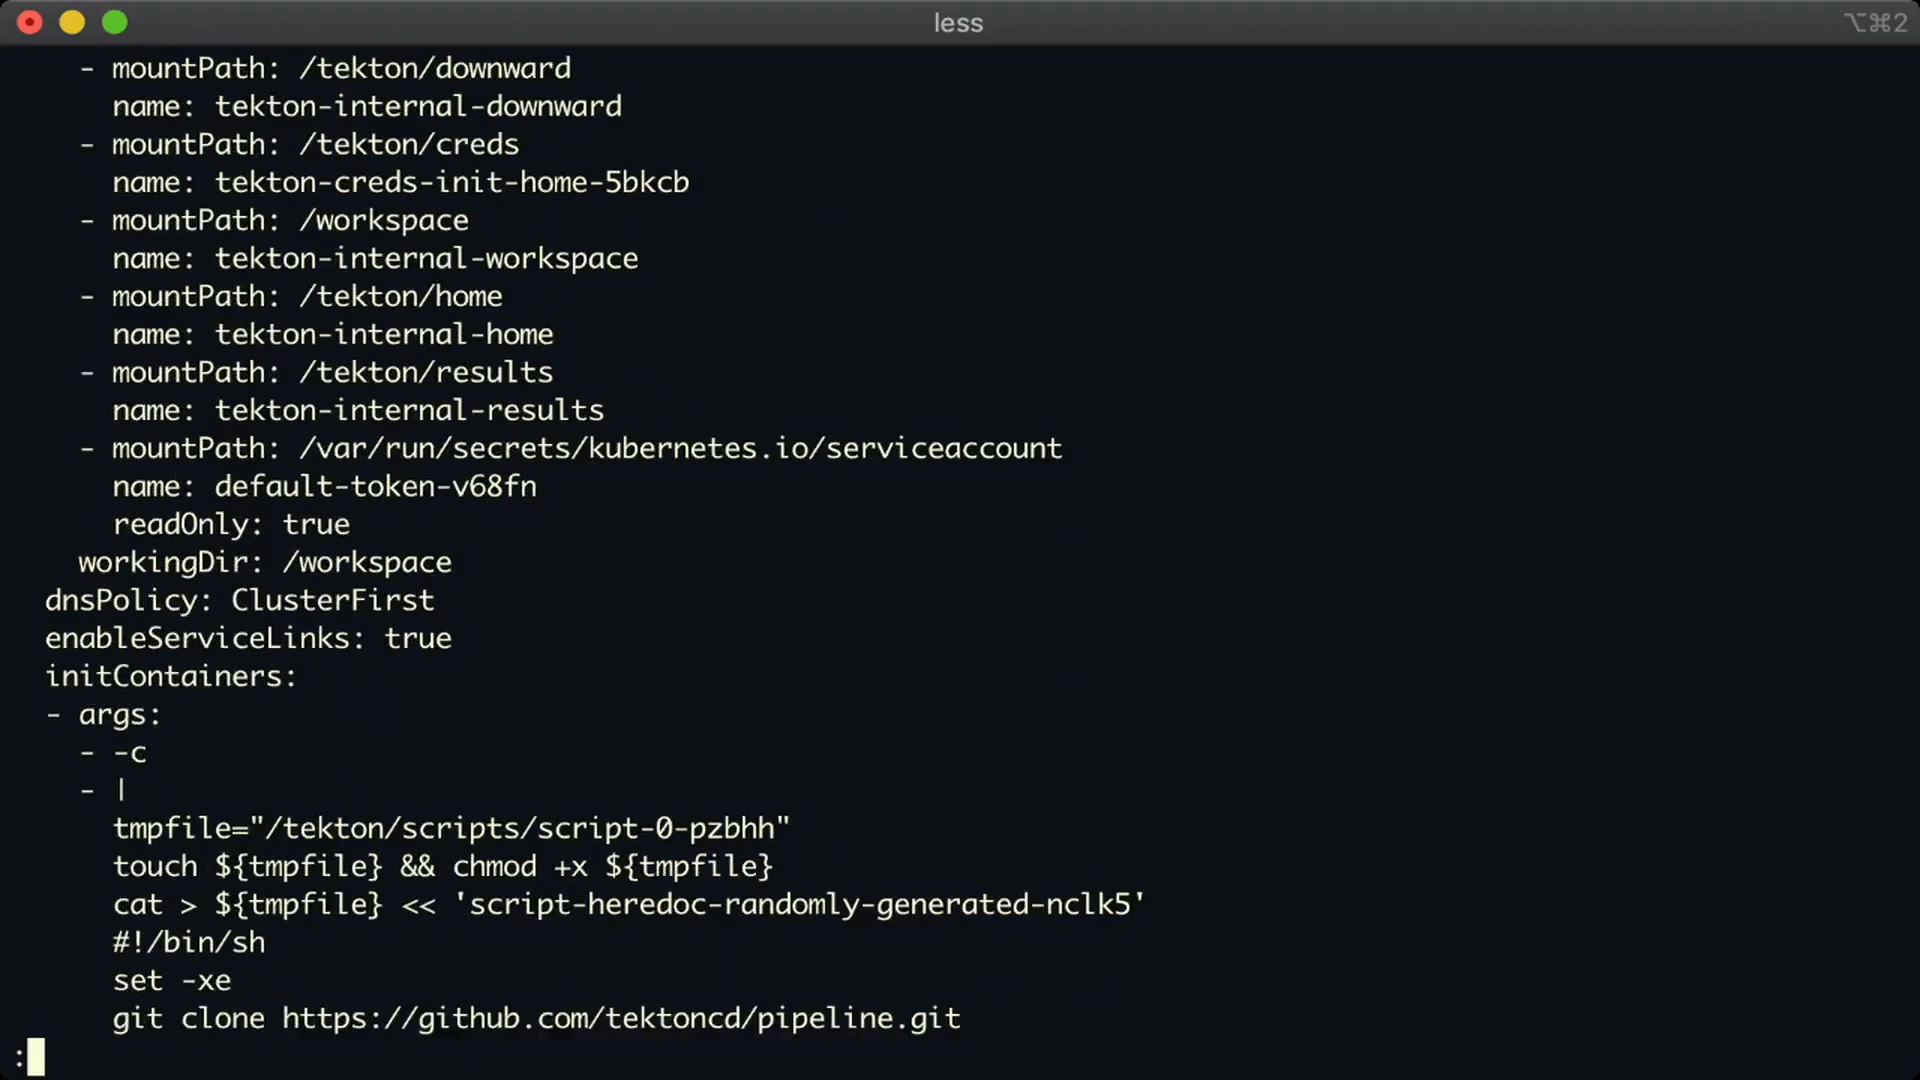 less
⌥⌘2
- mountPath: /tekton/downward
name: tekton-internal-downward
- mountPath: /tekton/creds
name: tekton-creds-init-home-5bkcb
- mountPath: /workspace
name: tekton-internal-workspace
- mountPath: /tekton/home
name: tekton-internal-home
- mountPath: /tekton/results
name: tekton-internal-results
- mountPath: /var/run/secrets/kubernetes.io/serviceaccount
name: default-token-v68fn
readOnly: true
workingDir: /workspace
dnsPolicy: ClusterFirst
enableServiceLinks: true
initContainers:
- args:
- -c
- |
tmpfile="/tekton/scripts/script-0-pzbhh"
touch ${tmpfile} && chmod +x ${tmpfile}
cat > ${tmpfile} << 'script-heredoc-randomly-generated-nclk5'
#!/bin/sh
set -xe
git clone https://github.com/tektoncd/pipeline.git
: